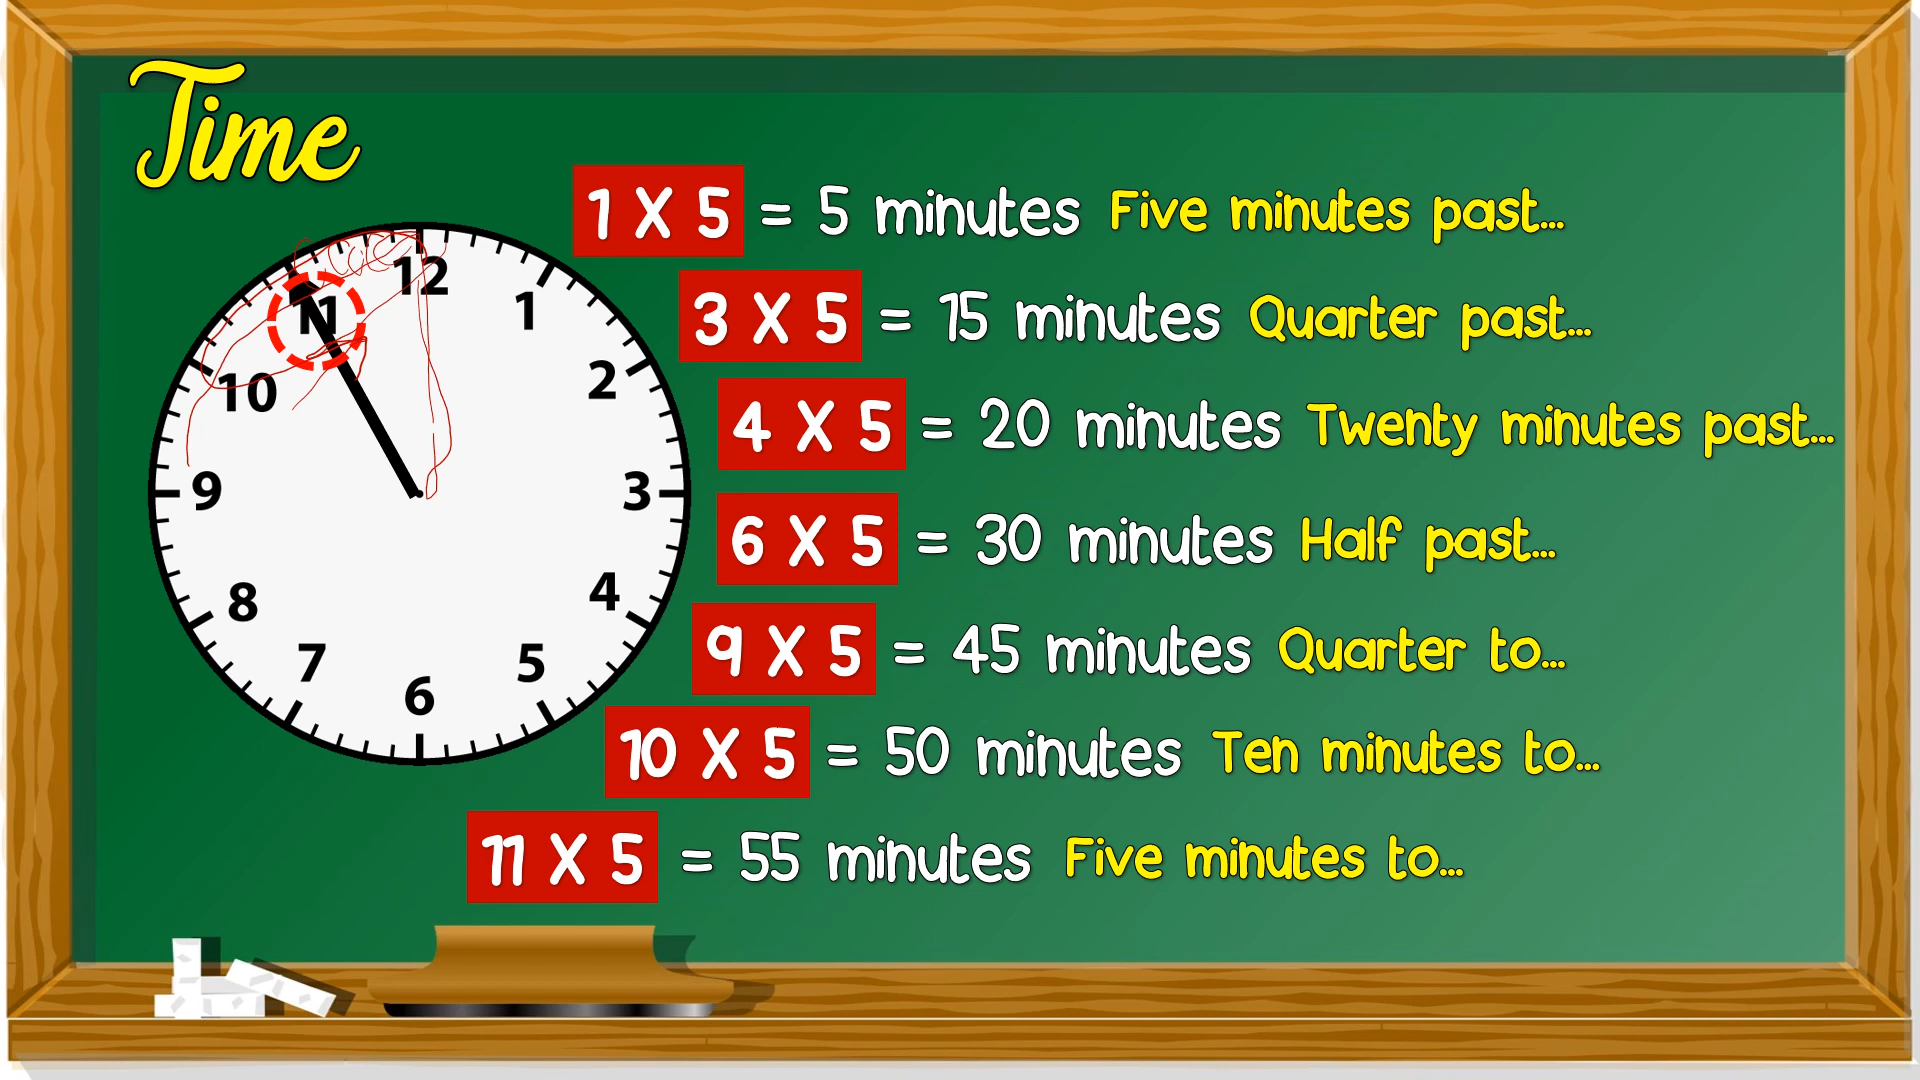 Time
1 X 5 = 5 minutes Five minutes past...
3 X 5 = 15 minutes Quarter past...
4 X 5 = 20 minutes Twenty minutes past...
6 X 5 = 30 minutes Half past...
9 X 5 = 45 minutes Quarter to...
10 X 5 = 50 minutes Ten minutes to...
11 X 5 = 55 minutes Five minutes to...
12
1
2
3
4
5
6
7
8
9
10
11